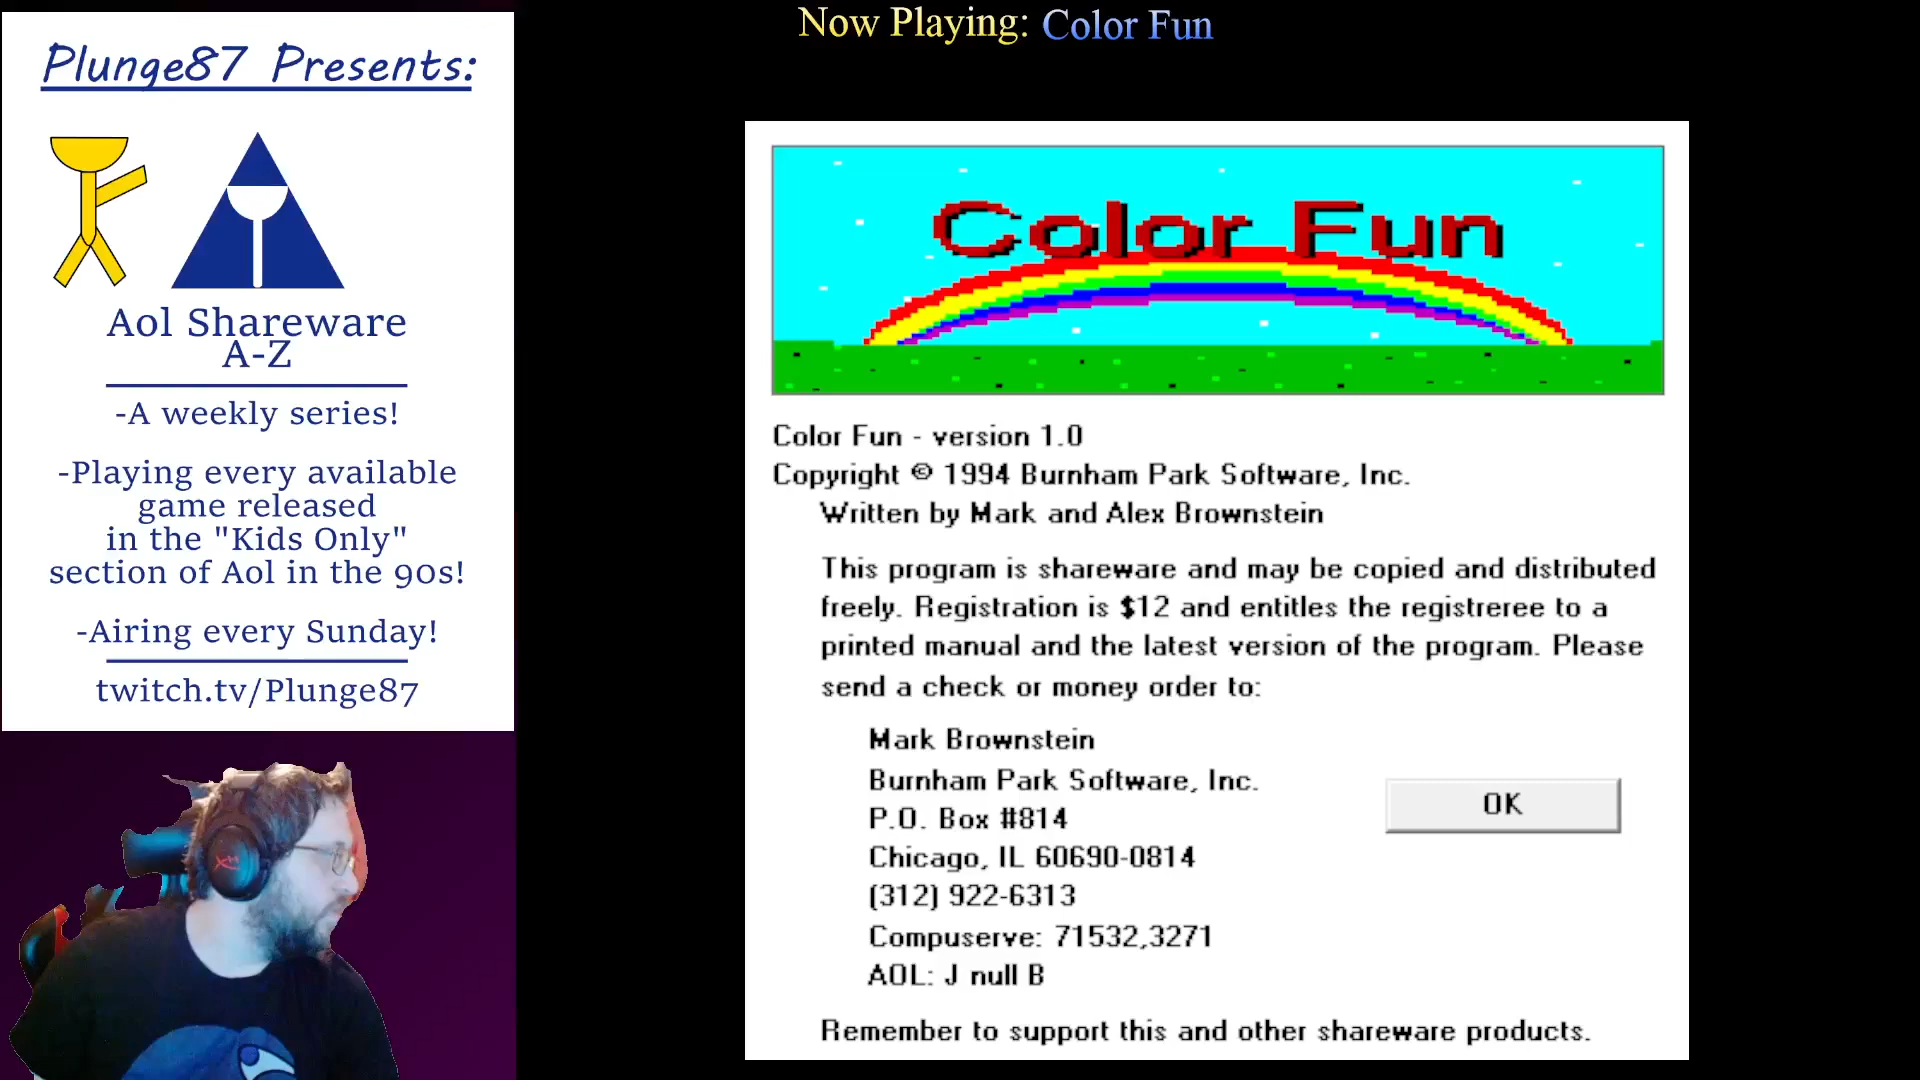 Plunge87 Presents:
Aol Shareware
A-Z
-A weekly series!
-Playing every available
game released
in the "Kids Only"
section of Aol in the 90s!
-Airing every Sunday!
twitch.tv/Plunge87
Now Playing: Color Fun
Color Fun
Color Fun - version 1.0
Copyright © 1994 Burnham Park Software, Inc.
Written by Mark and Alex Brownstein
This program is shareware and may be copied and distributed
freely. Registration is $12 and entitles the registreree to a
printed manual and the latest version of the program. Please
send a check or money order to:
Mark Brownstein
Burnham Park Software, Inc.
P.O. Box #814
Chicago, IL 60690-0814
(312) 922-6313
Compuserve: 71532,3271
AOL: J null B
OK
Remember to support this and other shareware products.